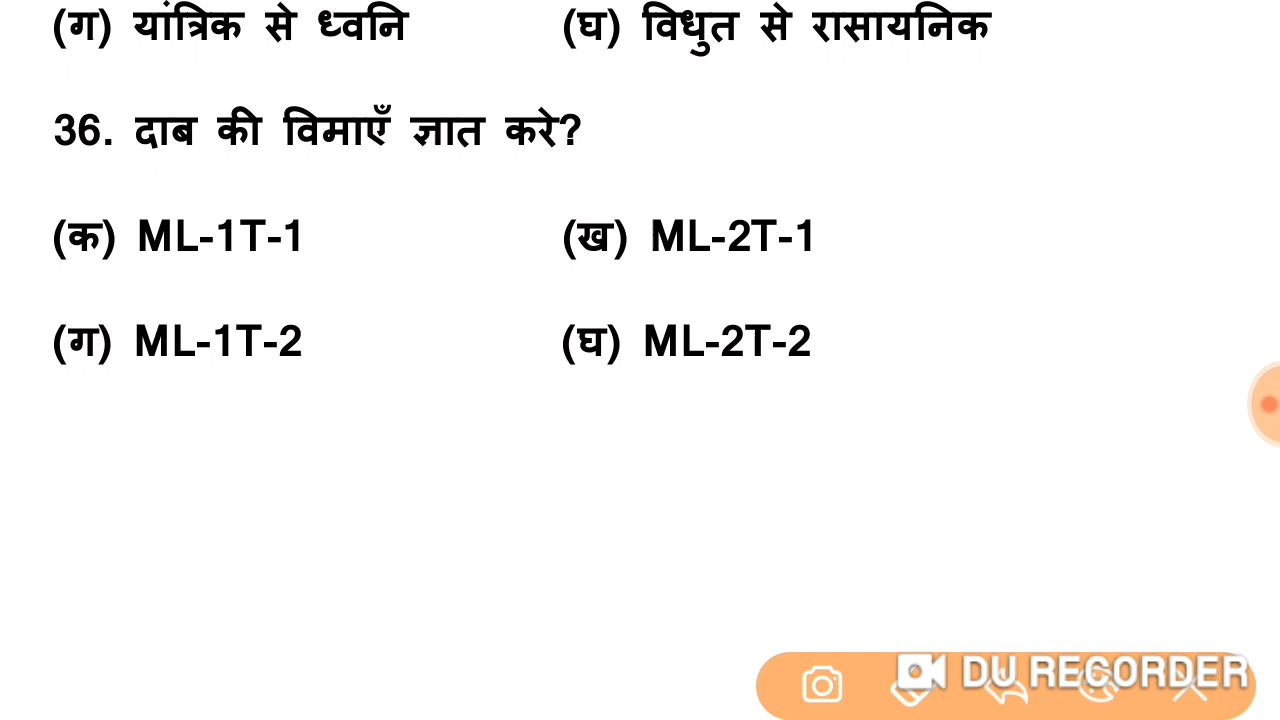 (ग) यांत्रिक से ध्वनि (घ) विधुत से रासायनिक
36. दाब की विमाएँ ज्ञात करे?
(क) ML-1T-1 (ख) ML-2T-1
(ग) ML-1T-2 (घ) ML-2T-2
DU RECORDER